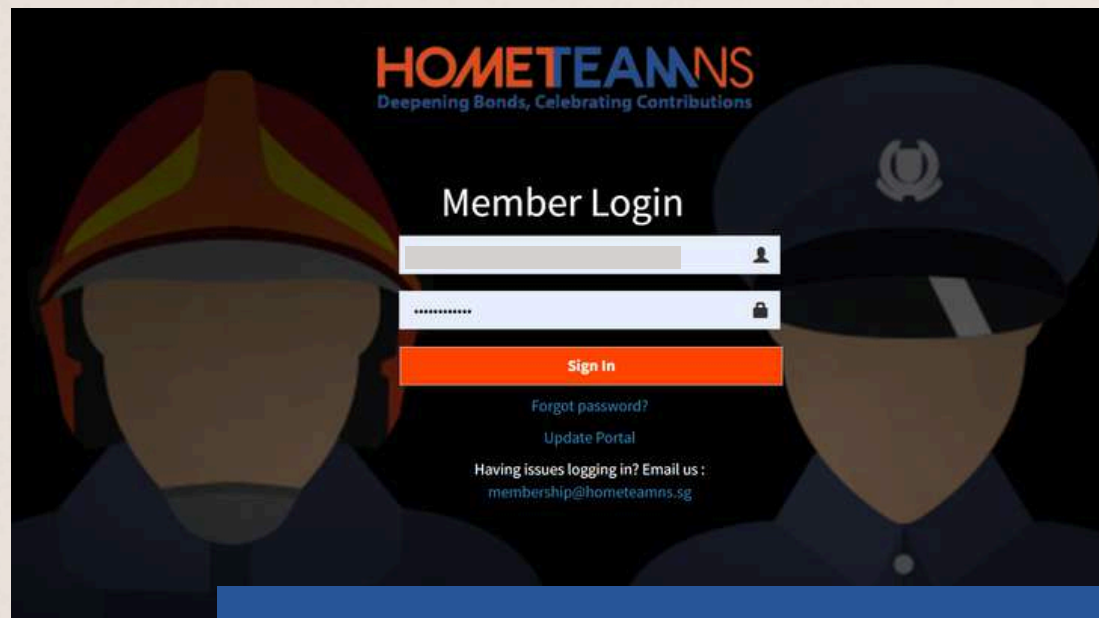 HOMETEAMNS
Deepening Bonds, Celebrating Contributions
Member Login
••••••••••••
Sign In
Forgot password?
Update Portal
Having issues logging in? Email us :
membership@hometeamns.sg